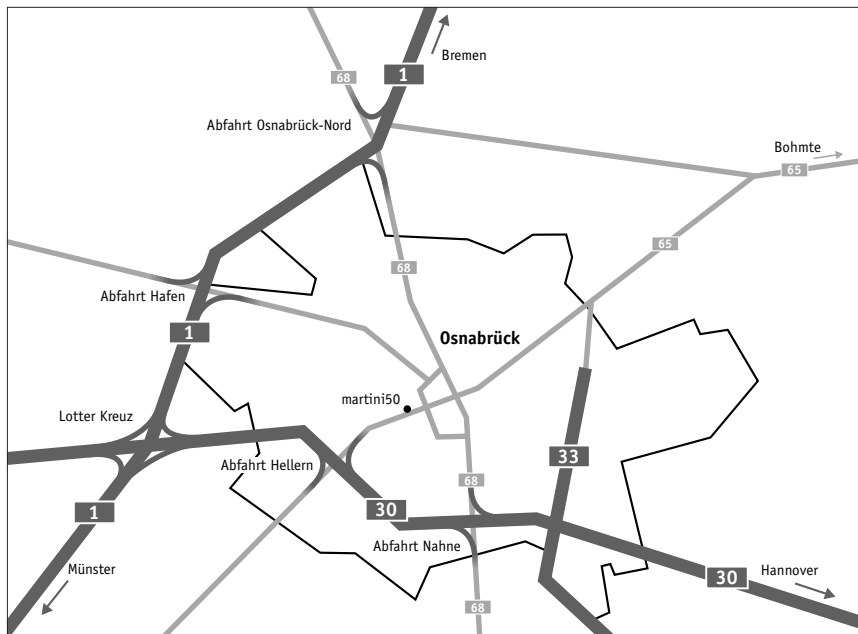 Bremen
68
1
Abfahrt Osnabrück-Nord
Bohmte
65
65
68
Abfahrt Hafen
1
Osnabrück
martini50
Lotter Kreuz
Abfahrt Hellern
33
68
30
1
Abfahrt Nahne
Münster
Hannover
30
68